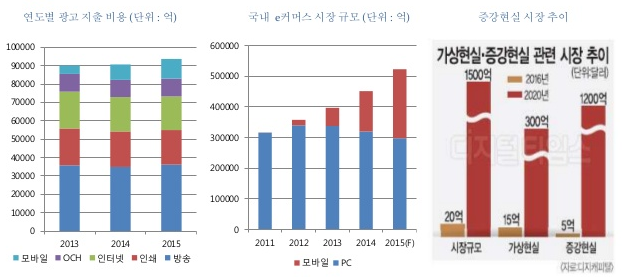 연도별 광고 지출 비용 (단위 : 억)
100000
90000
80000
70000
60000
50000
40000
30000
20000
10000
0
2013 2014 2015
모바일 OCH 인터넷 인쇄 방송
국내 e커머스 시장 규모 (단위 : 억)
600000
500000
400000
300000
200000
100000
0
2011 2012 2013 2014 2015(F)
모바일 PC
증강현실 시장 추이
가상현실·증강현실 관련 시장 추이
(단위:달러)
1500억
2016년
2020년
1200억
300억
디지털타임스
20억 15억 5억
시장규모 가상현실 증강현실
(자료:디지캐피탈)